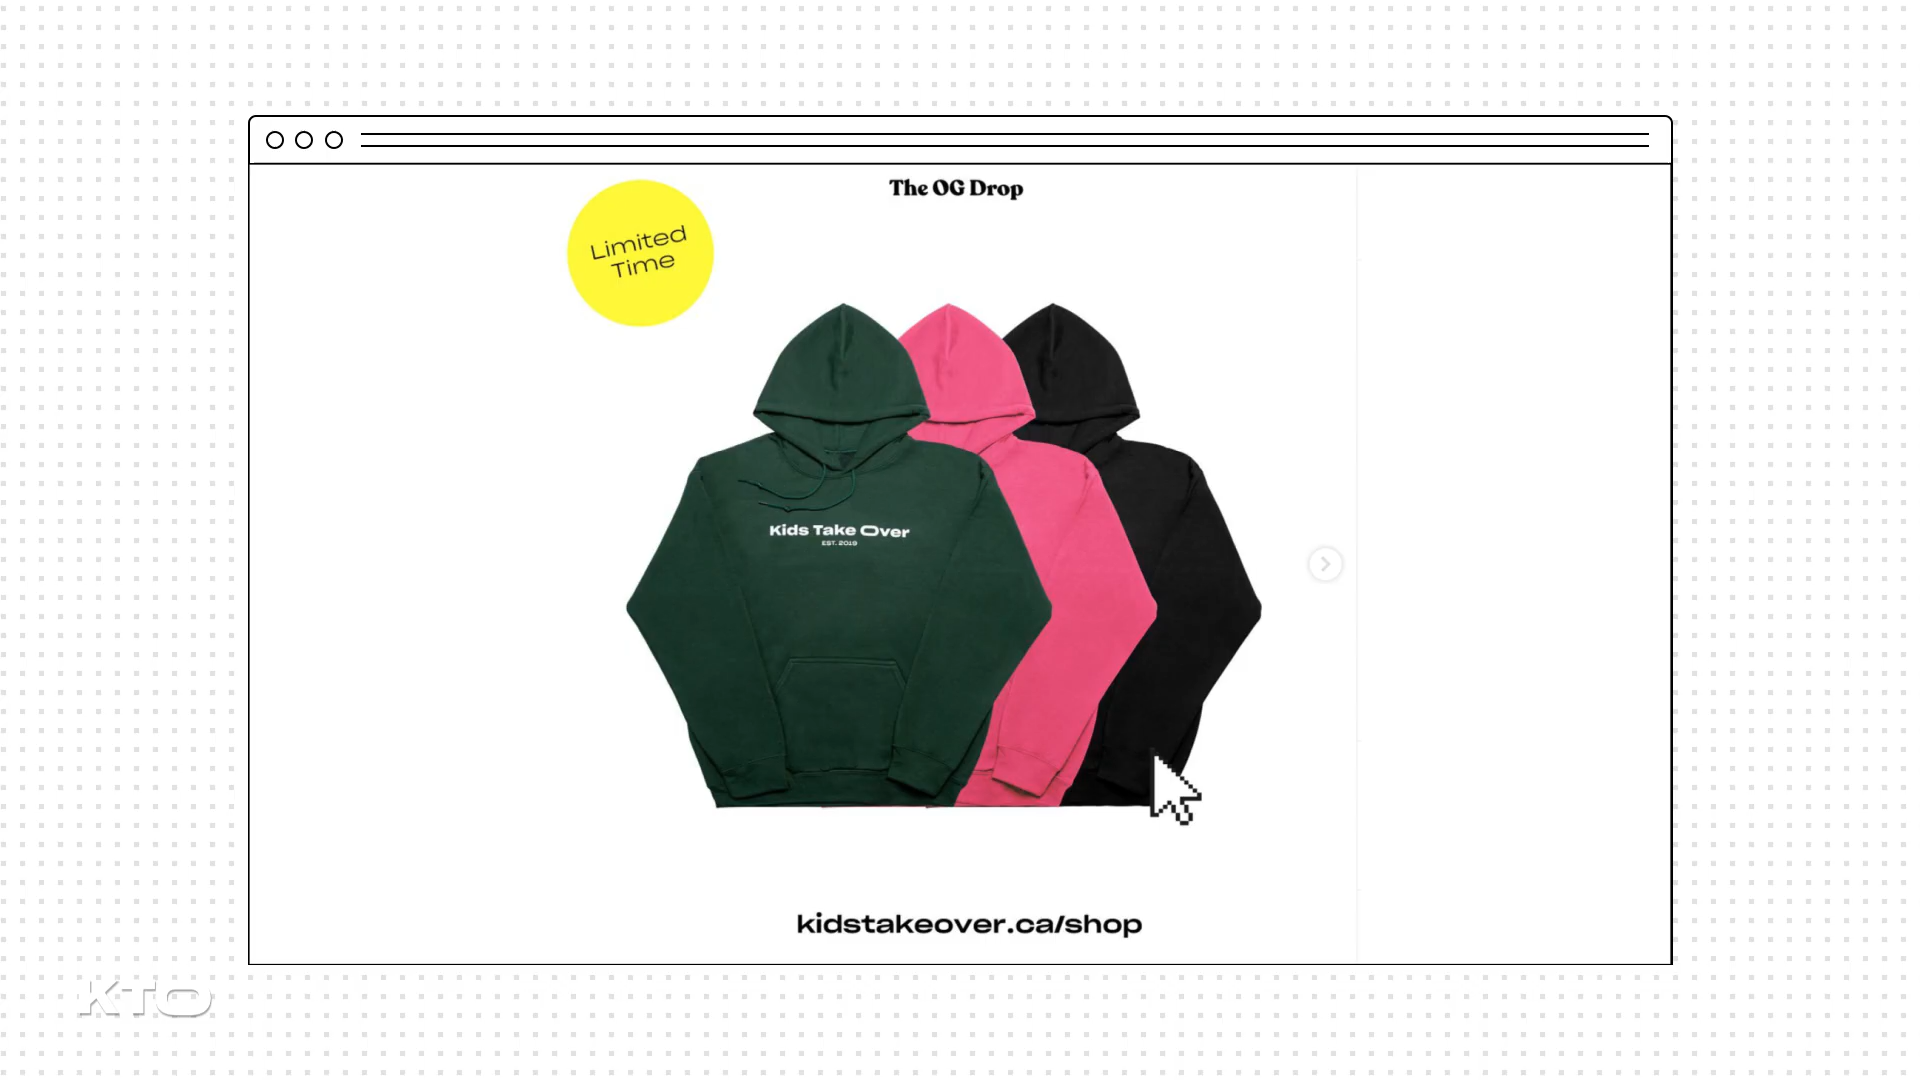 The OG Drop
Limited
Time
Kids Take Over
EST. 2019
kidstakeover.ca/shop
KTO